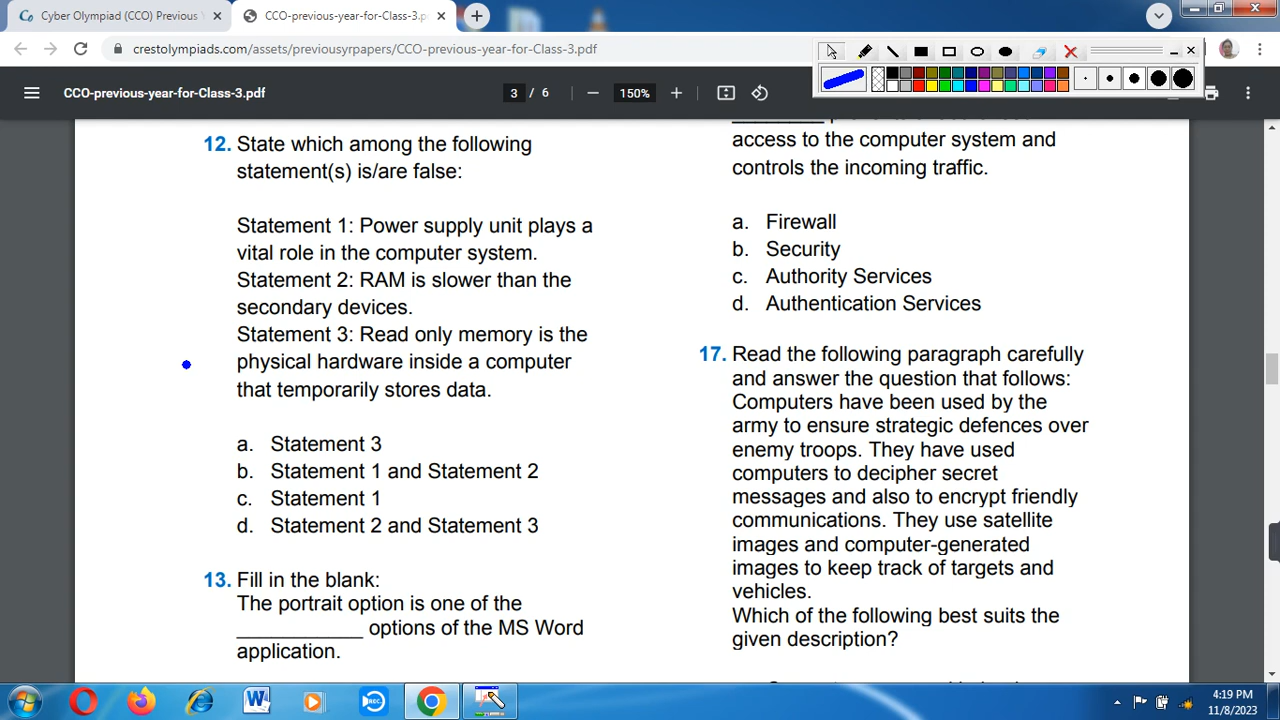 Cyber Olympiad (CCO) Previous Y
CCO-previous-year-for-Class-3.p
crestolympiads.com/assets/previousyrpapers/CCO-previous-year-for-Class-3.pdf
CCO-previous-year-for-Class-3.pdf
3 / 6
150%
12. State which among the following
statement(s) is/are false:
Statement 1: Power supply unit plays a
vital role in the computer system.
Statement 2: RAM is slower than the
secondary devices.
Statement 3: Read only memory is the
physical hardware inside a computer
that temporarily stores data.
a. Statement 3
b. Statement 1 and Statement 2
c. Statement 1
d. Statement 2 and Statement 3
13. Fill in the blank:
The portrait option is one of the
___________ options of the MS Word
application.
access to the computer system and
controls the incoming traffic.
a. Firewall
b. Security
c. Authority Services
d. Authentication Services
17. Read the following paragraph carefully
and answer the question that follows:
Computers have been used by the
army to ensure strategic defences over
enemy troops. They have used
computers to decipher secret
messages and also to encrypt friendly
communications. They use satellite
images and computer-generated
images to keep track of targets and
vehicles.
Which of the following best suits the
given description?
REC
4:19 PM
11/8/2023